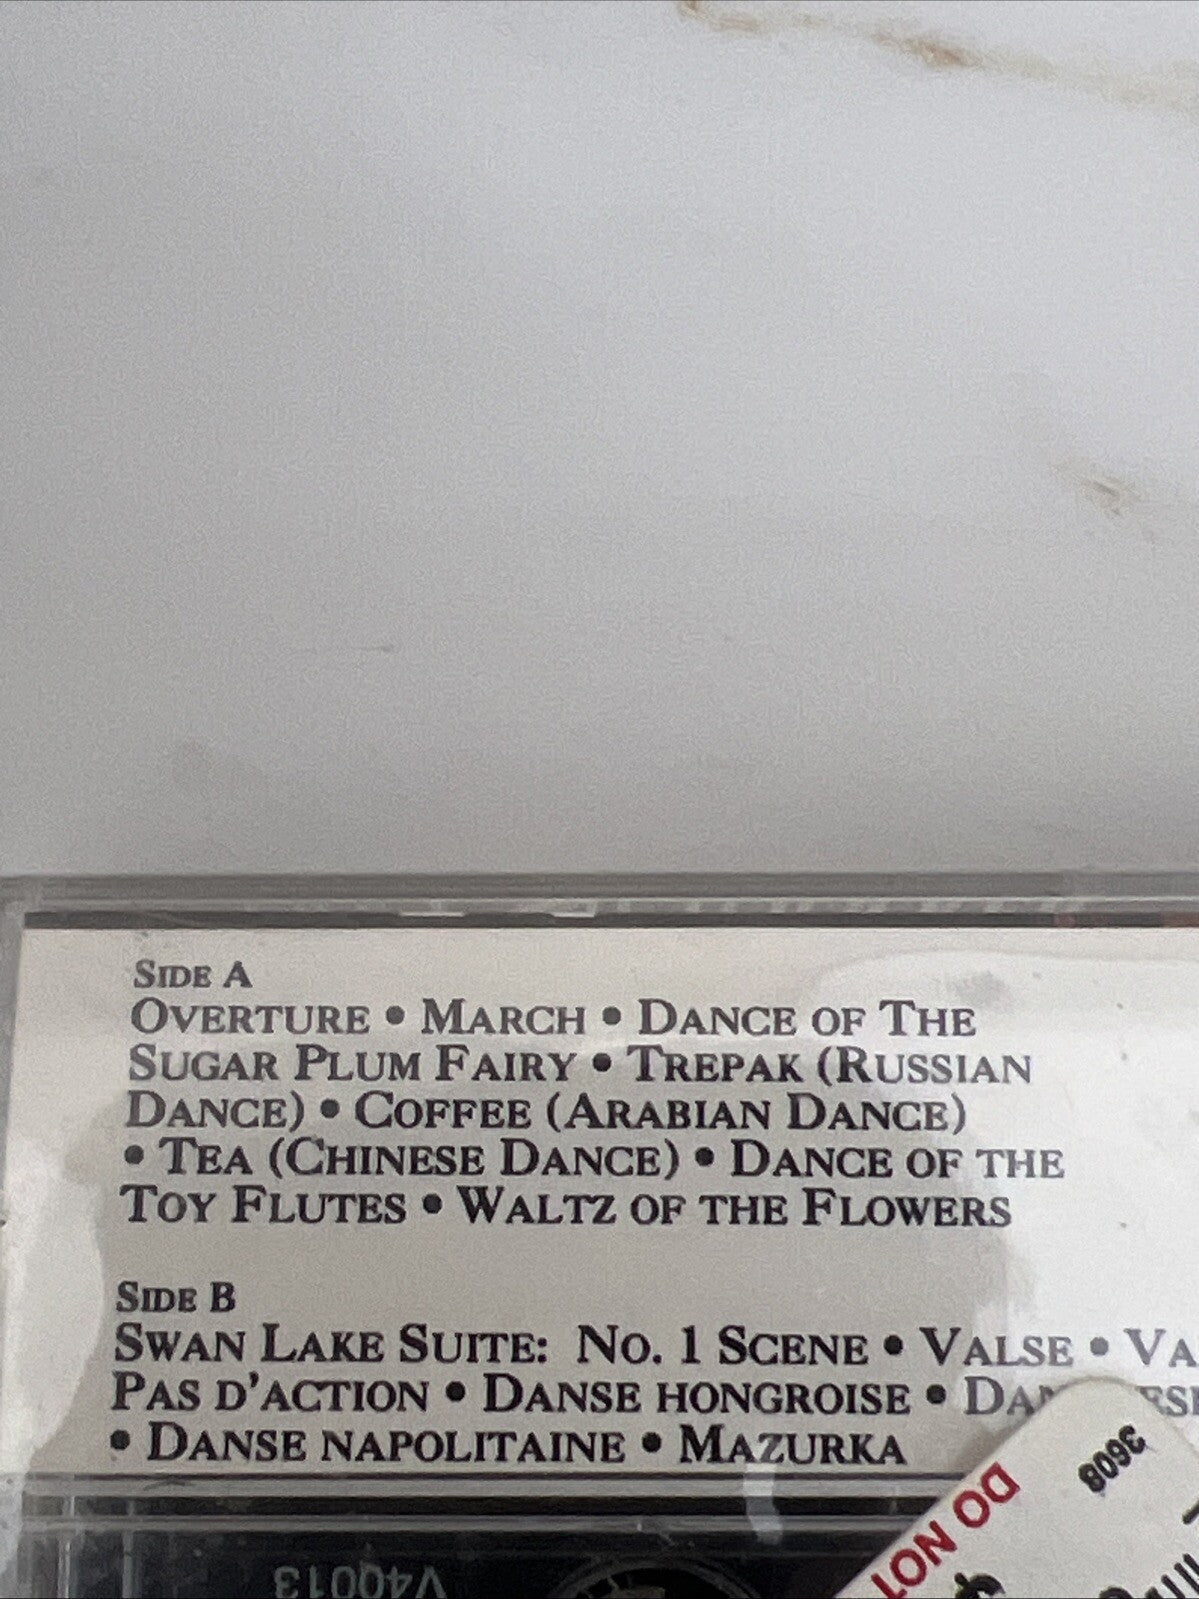 SIDE A
OVERTURE • MARCH • DANCE OF THE
SUGAR PLUM FAIRY • TREPAK (RUSSIAN
DANCE) • COFFEE (ARABIAN DANCE)
• TEA (CHINESE DANCE) • DANCE OF THE
TOY FLUTES • WALTZ OF THE FLOWERS
SIDE B
SWAN LAKE SUITE: NO. 1 SCENE • VALSE •
PAS D'ACTION • DANSE HONGROISE •
• DANSE NAPOLITAINE • MAZURKA
3608
DO NOT
V40013